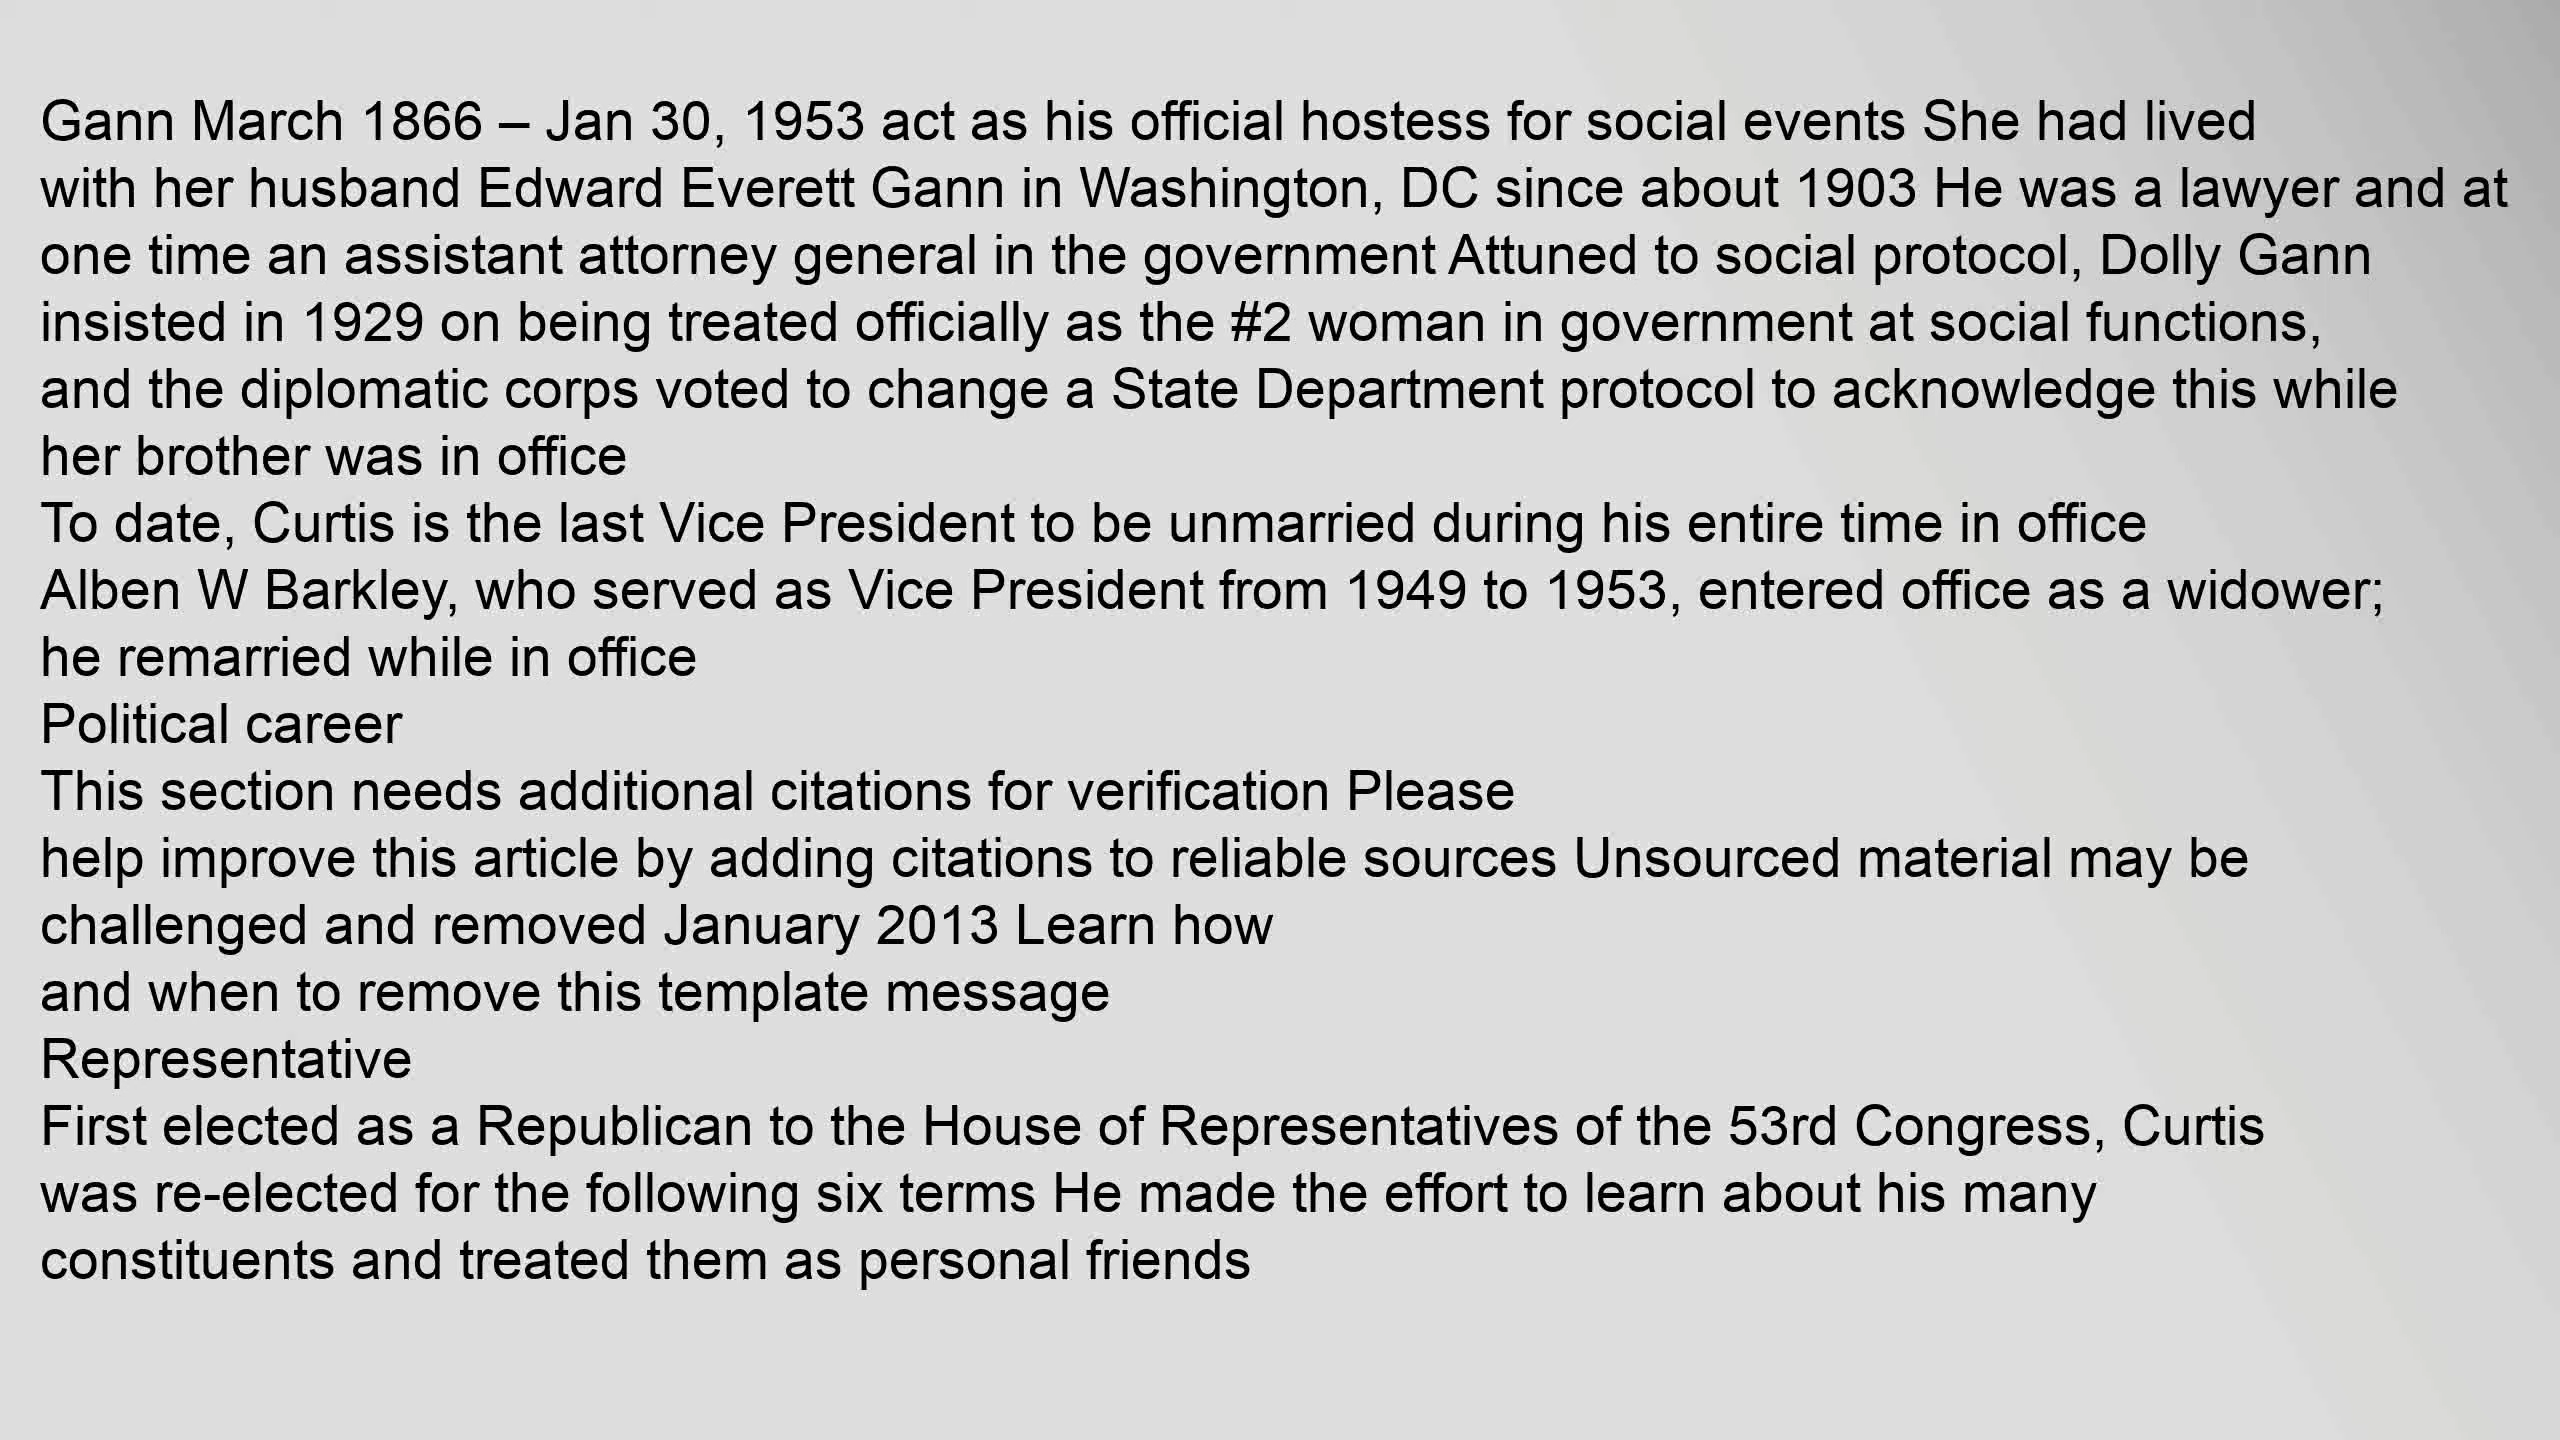 Gann March 1866 – Jan 30, 1953 act as his official hostess for social events She had lived
with her husband Edward Everett Gann in Washington, DC since about 1903 He was a lawyer and at
one time an assistant attorney general in the government Attuned to social protocol, Dolly Gann
insisted in 1929 on being treated officially as the #2 woman in government at social functions,
and the diplomatic corps voted to change a State Department protocol to acknowledge this while
her brother was in office
To date, Curtis is the last Vice President to be unmarried during his entire time in office
Alben W Barkley, who served as Vice President from 1949 to 1953, entered office as a widower;
he remarried while in office
Political career
This section needs additional citations for verification Please
help improve this article by adding citations to reliable sources Unsourced material may be
challenged and removed January 2013 Learn how
and when to remove this template message
Representative
First elected as a Republican to the House of Representatives of the 53rd Congress, Curtis
was re-elected for the following six terms He made the effort to learn about his many
constituents and treated them as personal friends